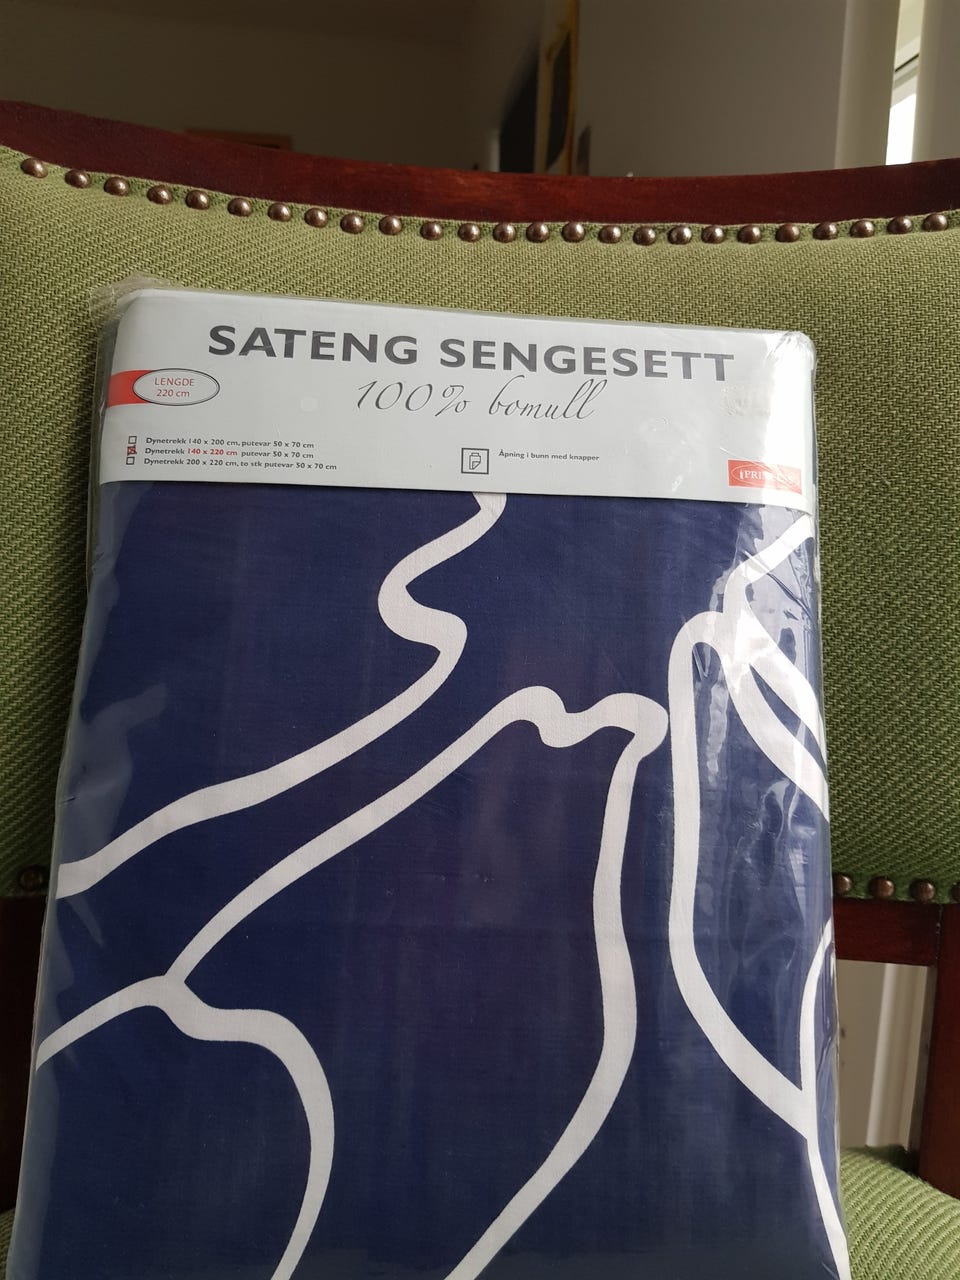 SATENG SENGESETT
100% bomull
LENGDE
220 cm
Dynetrekk 140 x 200 cm, putevar 50 x 70 cm
Dynetrekk 140 x 220 cm putevar 50 x 70 cm
Dynetrekk 200 x 220 cm, to stk putevar 50 x 70 cm
Åpning i bunn med knapper